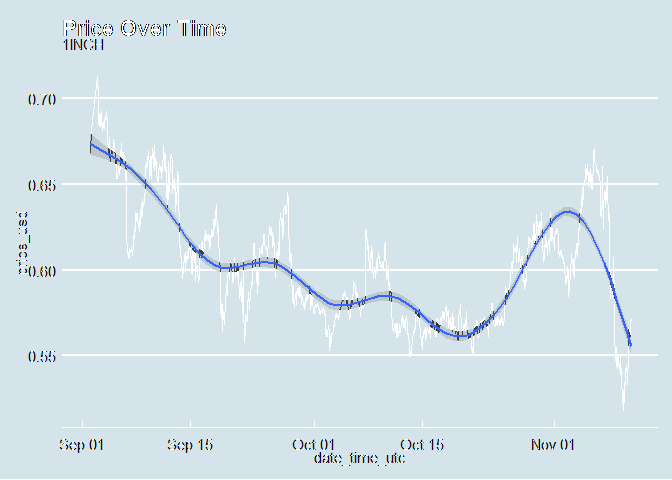 Price Over Time
1INCH
0.70
0.65
0.60
0.55
price_usd
Sep 01 Sep 15 Oct 01 Oct 15 Nov 01
date_time_utc